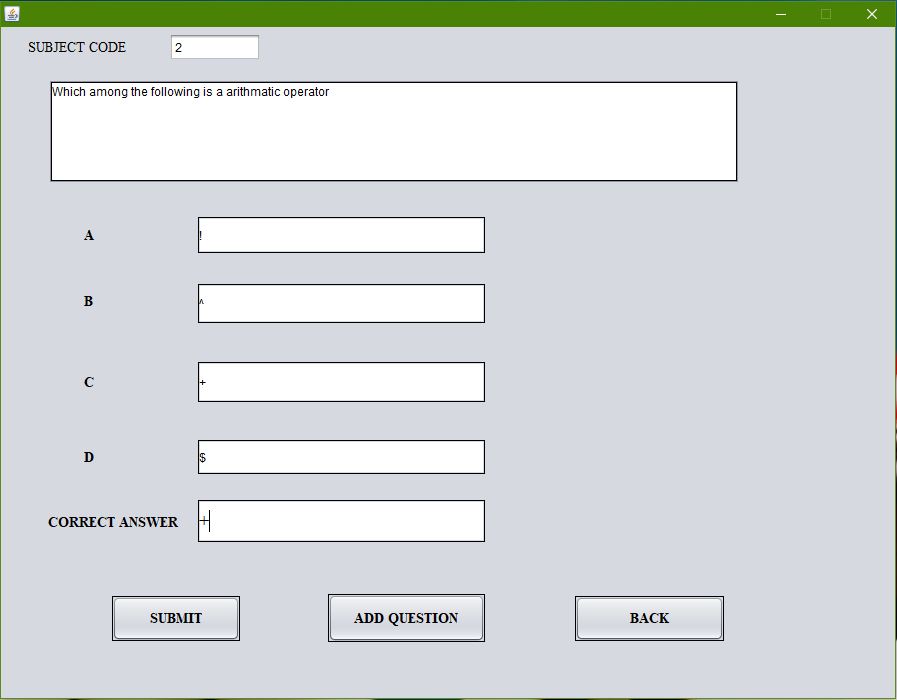 SUBJECT CODE 2
Which among the following is a arithmatic operator
A !
B ^
C +
D $
CORRECT ANSWER +
SUBMIT ADD QUESTION BACK